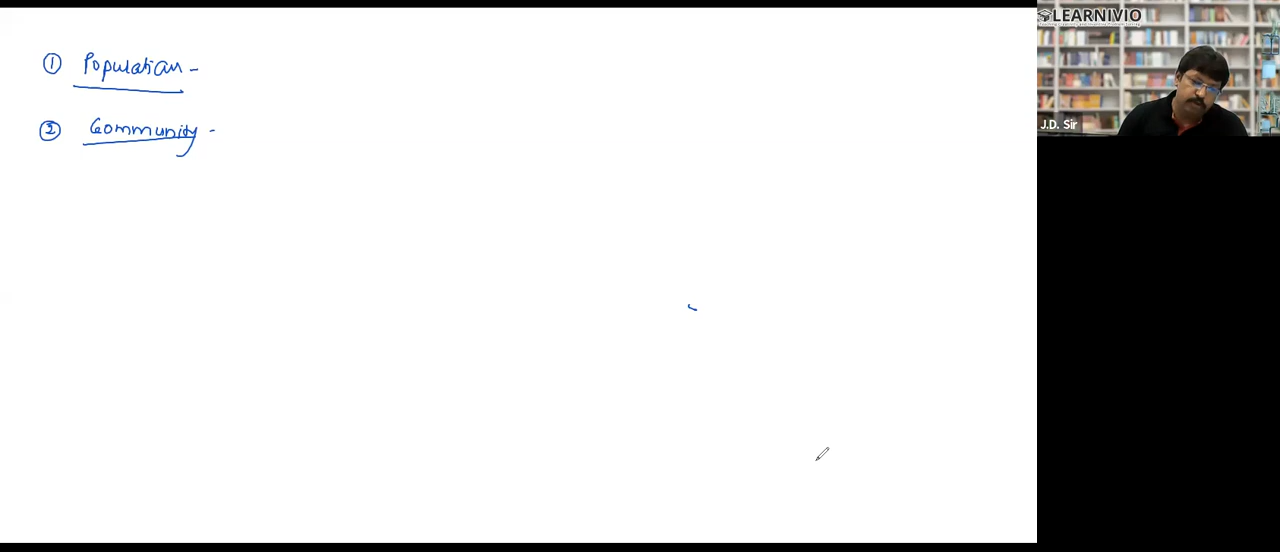 ① Population -
② Community -
LEARNIVIO
J.D. Sir